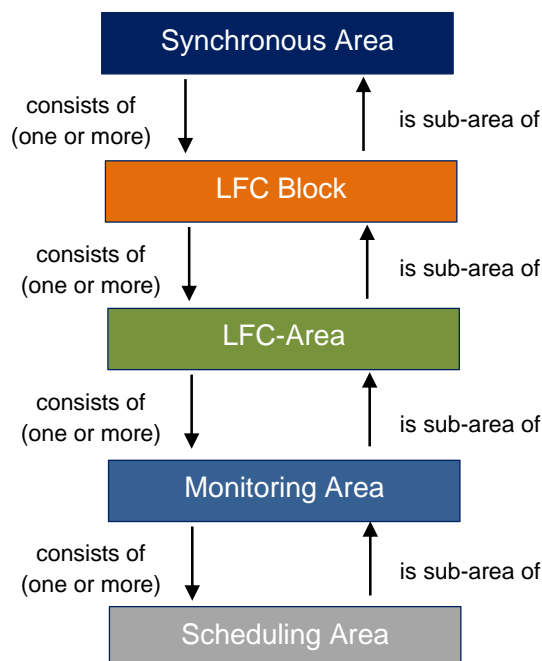 Synchronous Area
consists of
(one or more)
is sub-area of
LFC Block
consists of
(one or more)
is sub-area of
LFC-Area
consists of
(one or more)
is sub-area of
Monitoring Area
consists of
(one or more)
is sub-area of
Scheduling Area